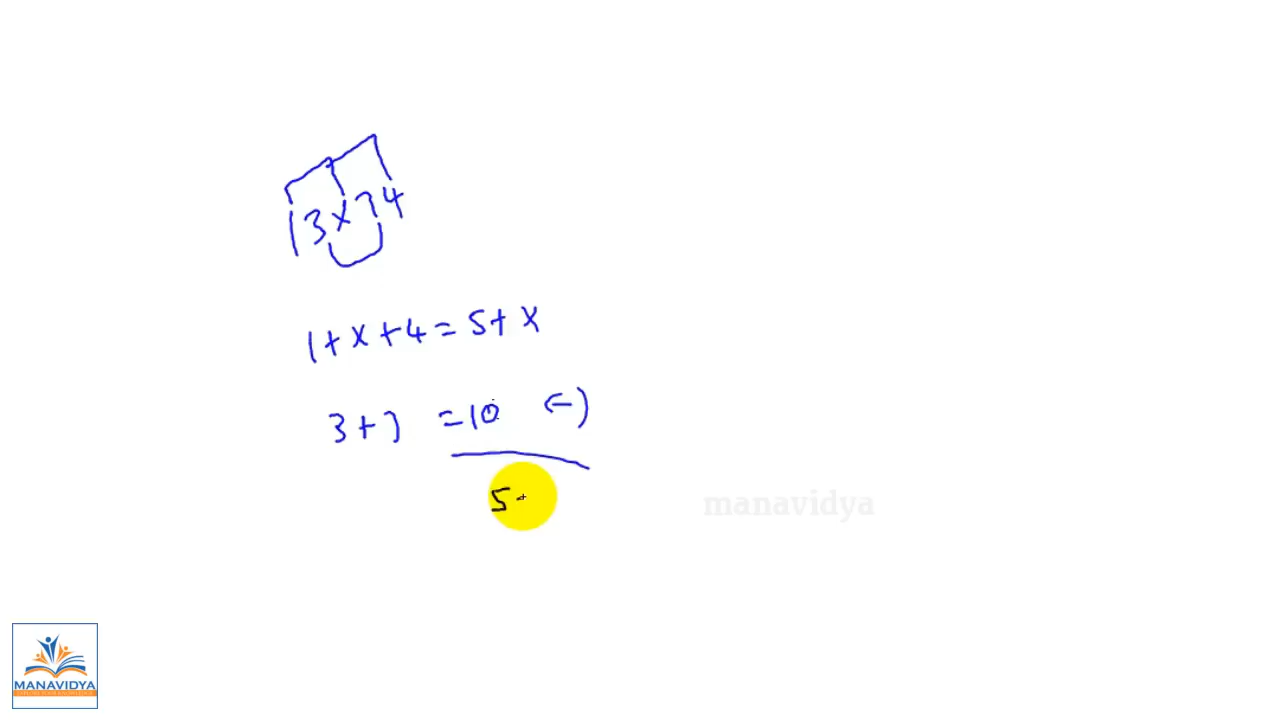 13x74
1+x+4=5+x
3+7 =10 (-)
5-
manavidya
MANAVIDYA